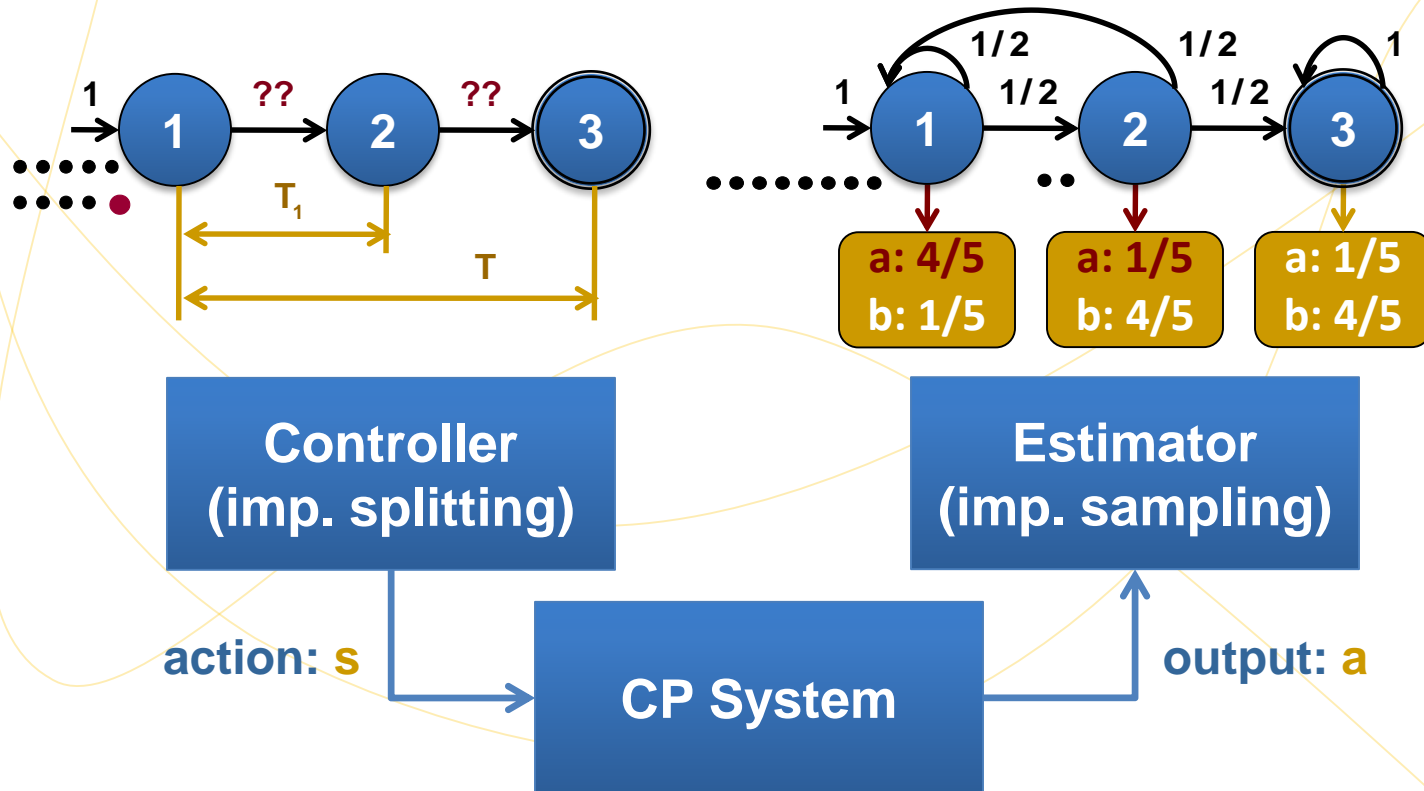 1
??
??
1
2
3
T1
T
1/2
1/2
1
1
1/2
1/2
1
2
3
a: 4/5
b: 1/5
a: 1/5
b: 4/5
a: 1/5
b: 4/5
Controller
(imp. splitting)
Estimator
(imp. sampling)
action: s
CP System
output: a